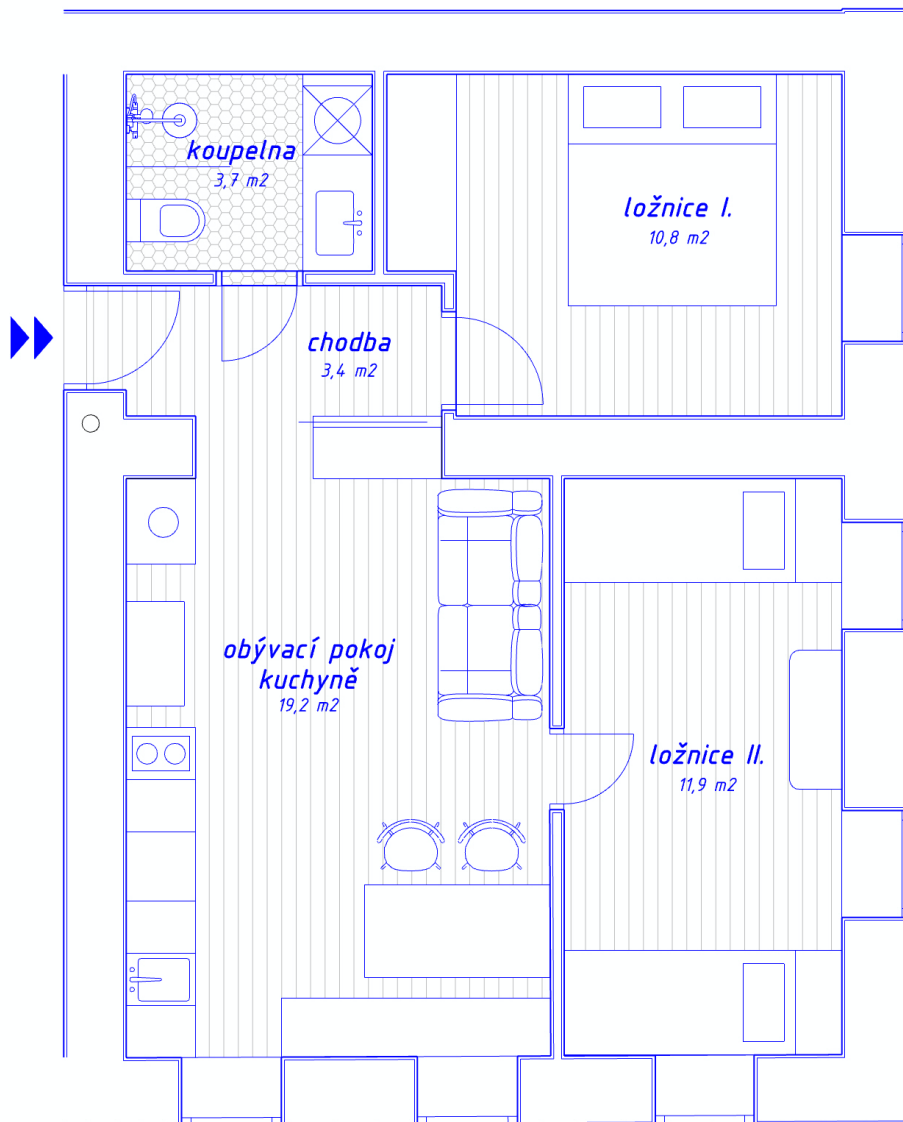 koupelna
3,7 m2
ložnice I.
10,8 m2
chodba
3,4 m2
obývací pokoj
kuchyně
19,2 m2
ložnice II.
11,9 m2